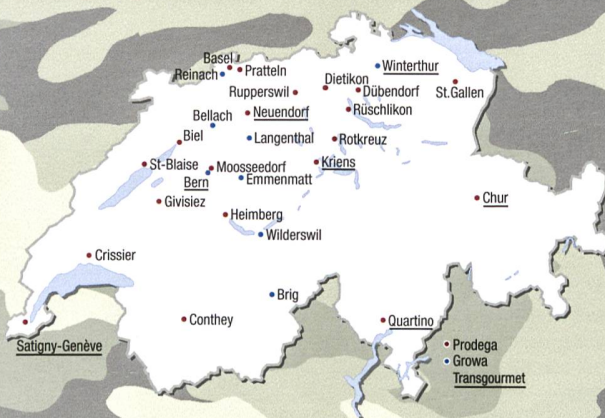 Basel
Reinach
Pratteln
Winterthur
Dietikon
Rupperswil
Dübendorf
St.Gallen
Neuendorf
Rüschlikon
Bellach
Biel
Langenthal
Rotkreuz
St-Blaise
Moosseedorf
Kriens
Bern
Emmenmatt
Givisiez
Chur
Heimberg
Wilderswil
Crissier
Brig
Conthey
Quartino
Satigny-Genève
Prodega
Growa
Transgourmet